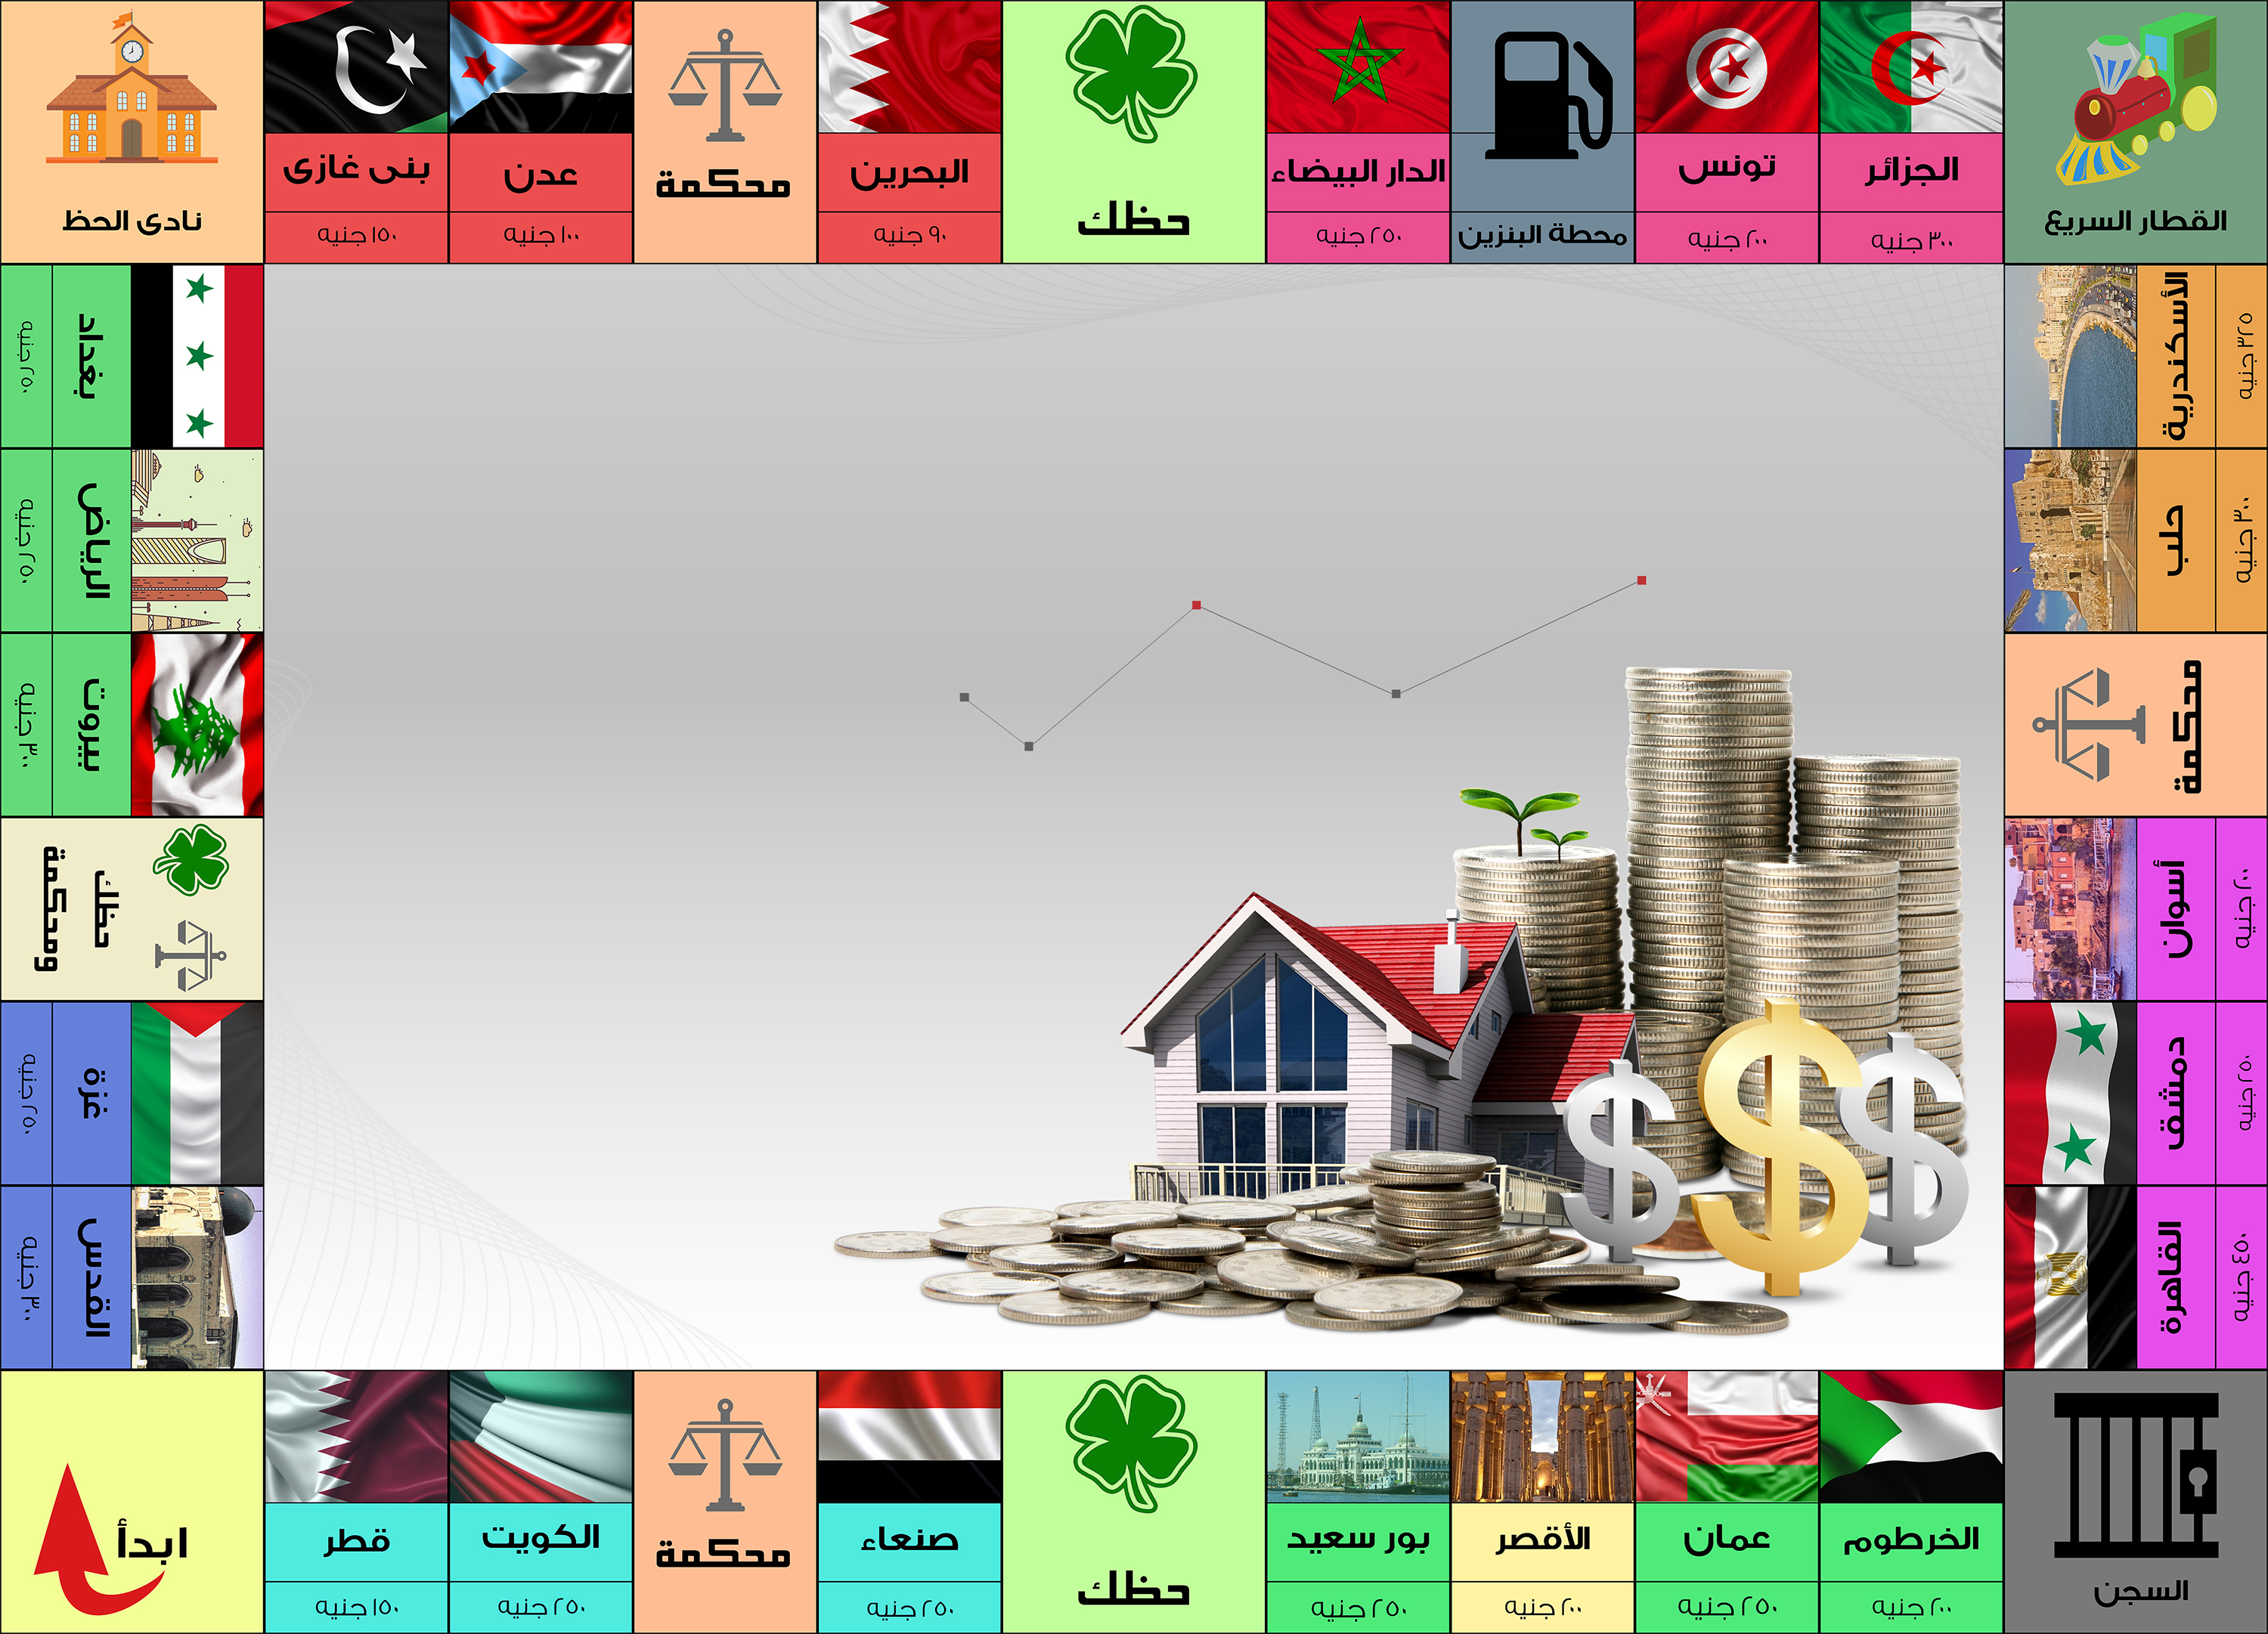 نادى الحظ
بنى غازى
١٥٠ جنيه
عدن
١٠٠ جنيه
محكمة
البحرين
٩٠ جنيه
حظك
الدار البيضاء
٢٥٠ جنيه
محطة البنزين
تونس
٢٠٠ جنيه
الجزائر
٣٠٠ جنيه
القطار السريع
الأسكندرية
٣٢٥ جنيه
حلب
٣٠٠ جنيه
محكمة
أسوان
٢٠٠ جنيه
دمشق
٢٥٠ جنيه
القاهرة
٤٥٠ جنيه
السجن
الخرطوم
٢٠٠ جنيه
عمان
٢٥٠ جنيه
الأقصر
٢٠٠ جنيه
بور سعيد
٢٥٠ جنيه
حظك
صنعاء
٢٥٠ جنيه
محكمة
الكويت
٢٥٠ جنيه
قطر
١٥٠ جنيه
ابدأ
القدس
٣٠٠ جنيه
غزة
٢٥٠ جنيه
حظك
ومحكمة
بيروت
٣٠٠ جنيه
الرياض
٢٥٠ جنيه
بغداد
٢٥٠ جنيه